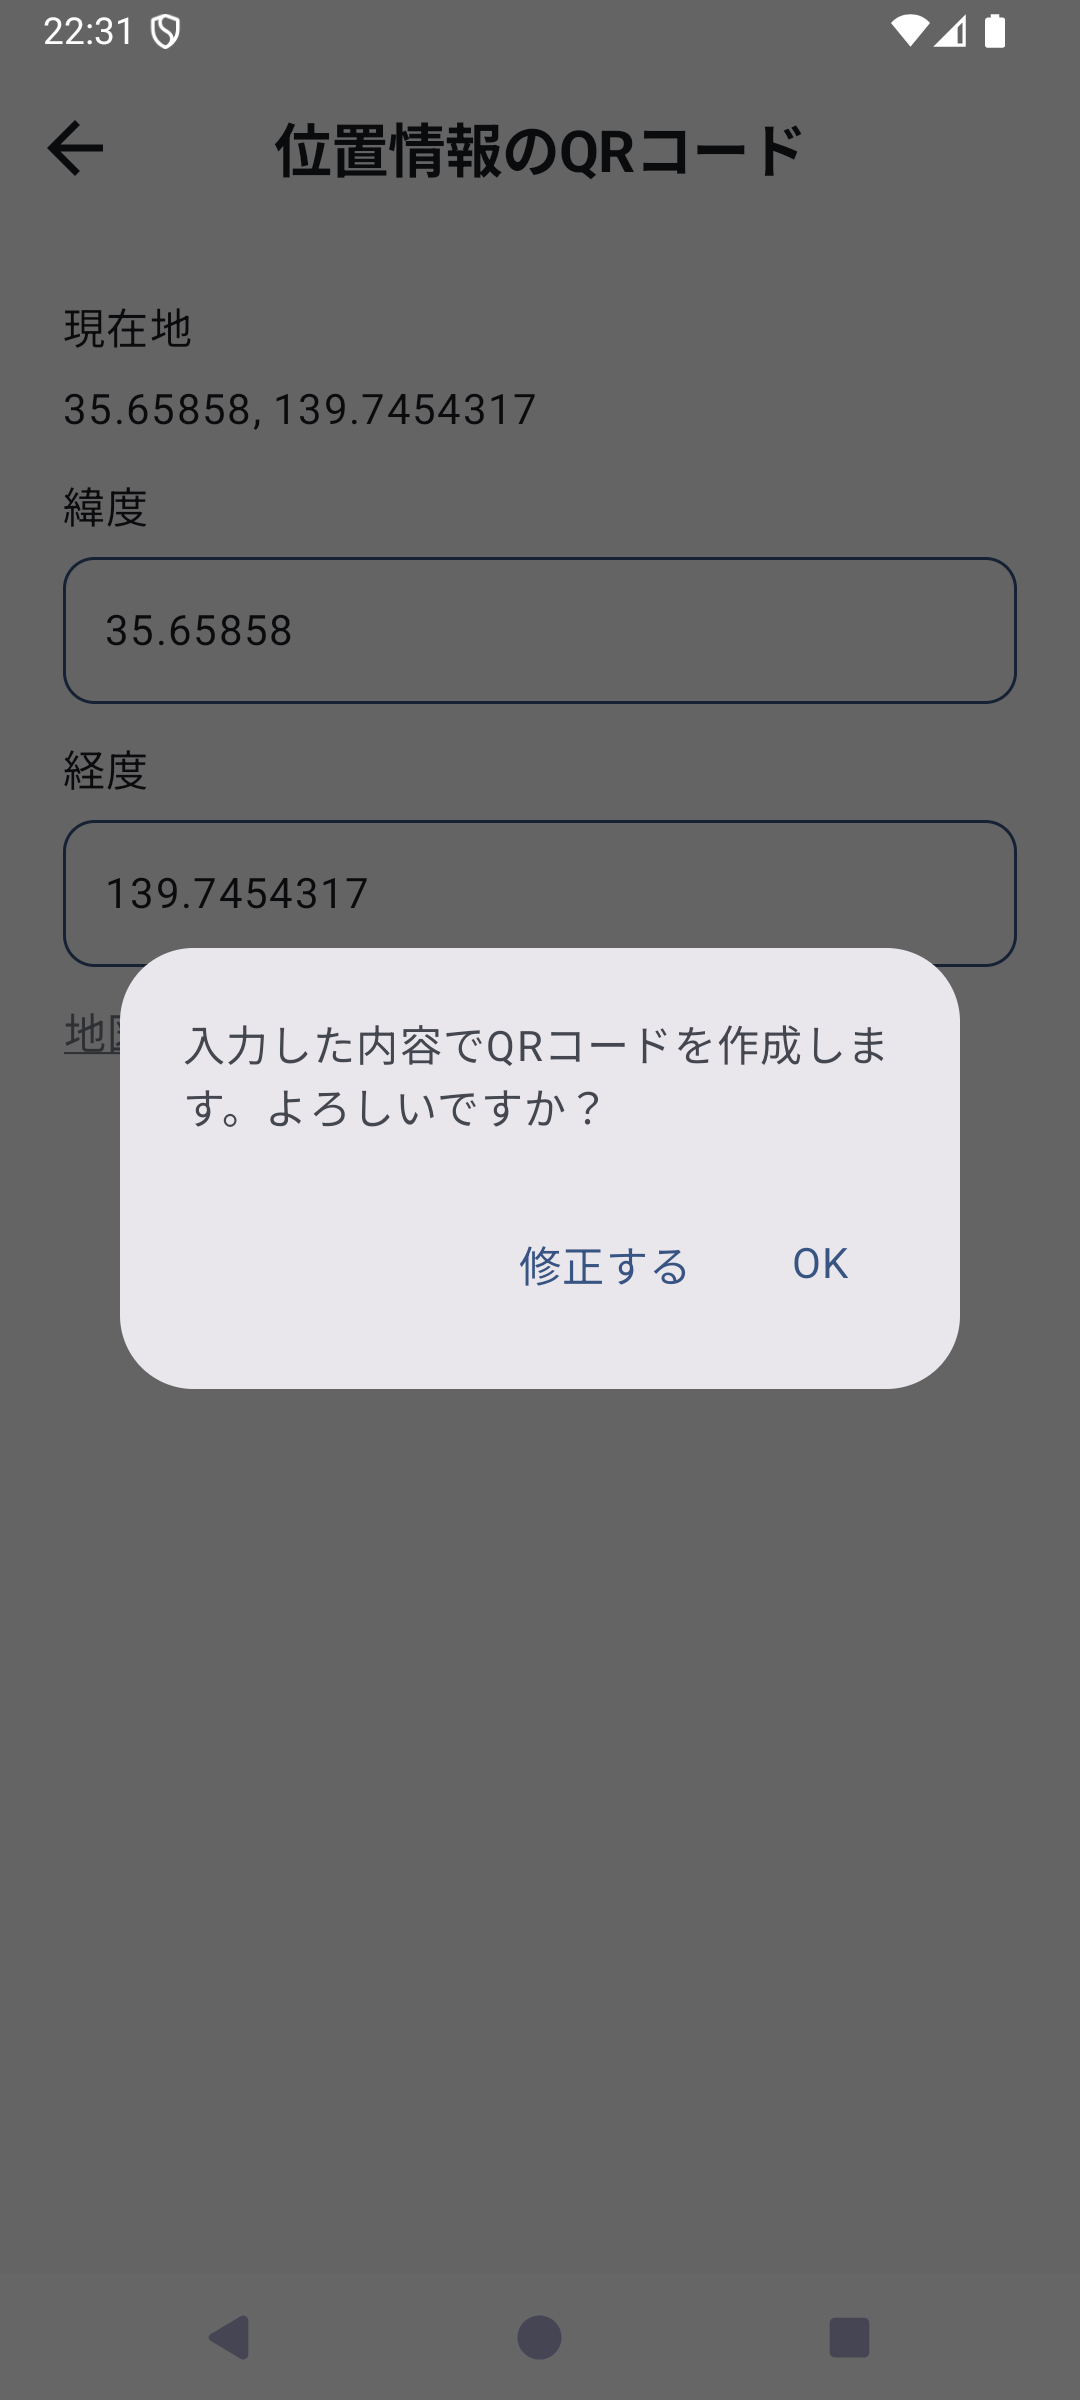 22:31
位置情報のQRコード
現在地
35.65858, 139.7454317
緯度
35.65858
経度
139.7454317
地
入力した内容でQRコードを作成しま
す。よろしいですか？
修正する OK